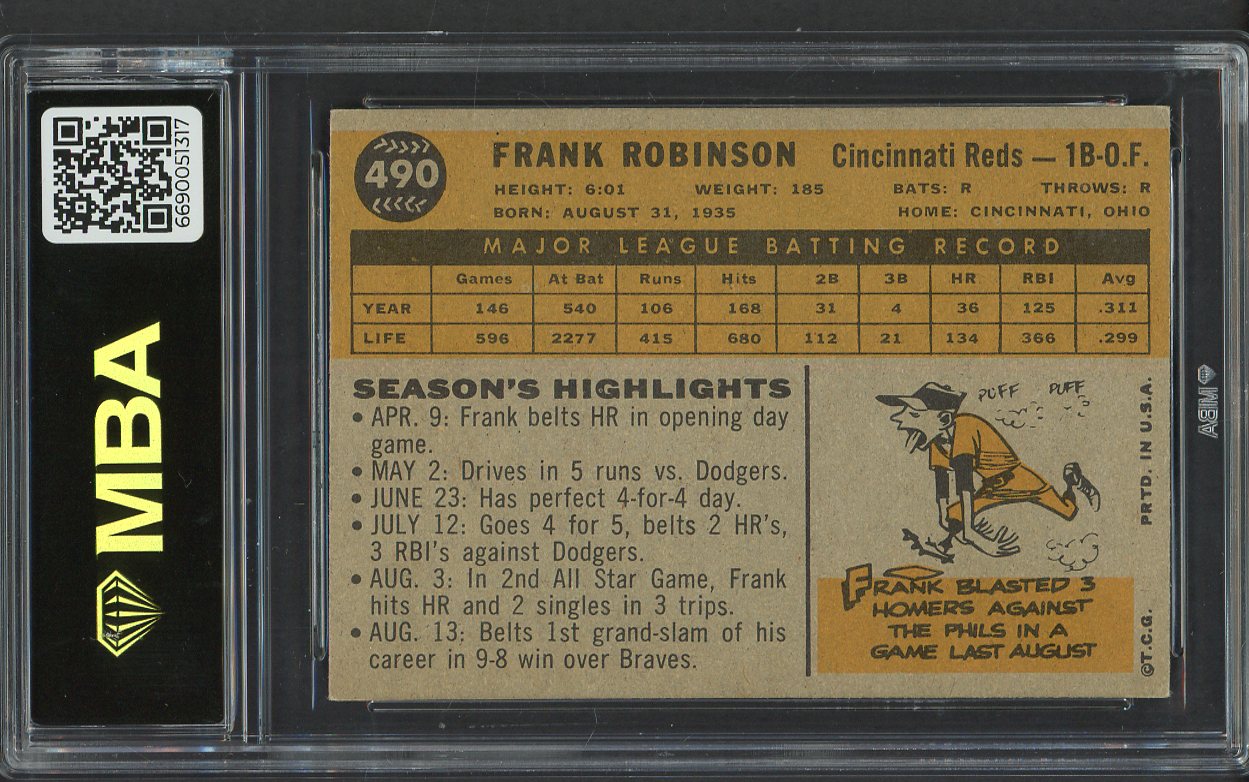 6690051317
MBA
490
FRANK ROBINSON Cincinnati Reds — 1B-O.F.
HEIGHT: 6:01 WEIGHT: 185 BATS: R THROWS: R
BORN: AUGUST 31, 1935 HOME: CINCINNATI, OHIO
MAJOR LEAGUE BATTING RECORD
Games At Bat Runs Hits 2B 3B HR RBI Avg
YEAR 146 540 106 168 31 4 36 125 .311
LIFE 596 2277 415 680 112 21 134 366 .299
SEASON'S HIGHLIGHTS
• APR. 9: Frank belts HR in opening day
game.
• MAY 2: Drives in 5 runs vs. Dodgers.
• JUNE 23: Has perfect 4-for-4 day.
• JULY 12: Goes 4 for 5, belts 2 HR's,
3 RBI's against Dodgers.
• AUG. 3: In 2nd All Star Game, Frank
hits HR and 2 singles in 3 trips.
• AUG. 13: Belts 1st grand-slam of his
career in 9-8 win over Braves.
PUFF PUFF
FRANK BLASTED 3
HOMERS AGAINST
THE PHILS IN A
GAME LAST AUGUST
©T.C.G. PRTD. IN U.S.A.
MBA